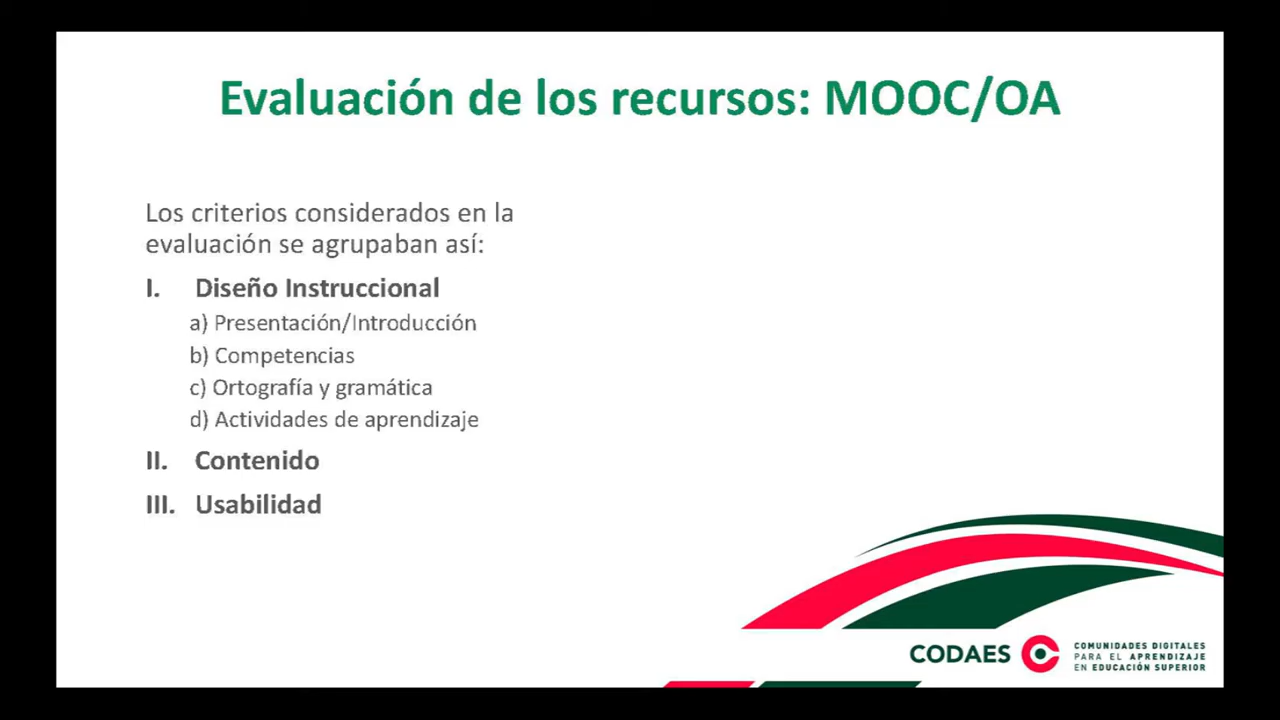 Evaluación de los recursos: MOOC/OA
Los criterios considerados en la
evaluación se agrupaban así:
I. Diseño Instruccional
a) Presentación/Introducción
b) Competencias
c) Ortografía y gramática
d) Actividades de aprendizaje
II. Contenido
III. Usabilidad
CODAES
COMUNIDADES DIGITALES
PARA EL APRENDIZAJE
EN EDUCACIÓN SUPERIOR